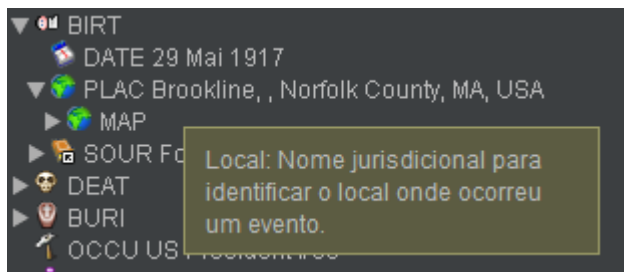 BIRT
DATE 29 Mai 1917
PLAC Brookline, , Norfolk County, MA, USA
MAP
SOUR
Local: Nome jurisdicional para
identificar o local onde ocorreu
um evento.
DEAT
BURI
OCCU US